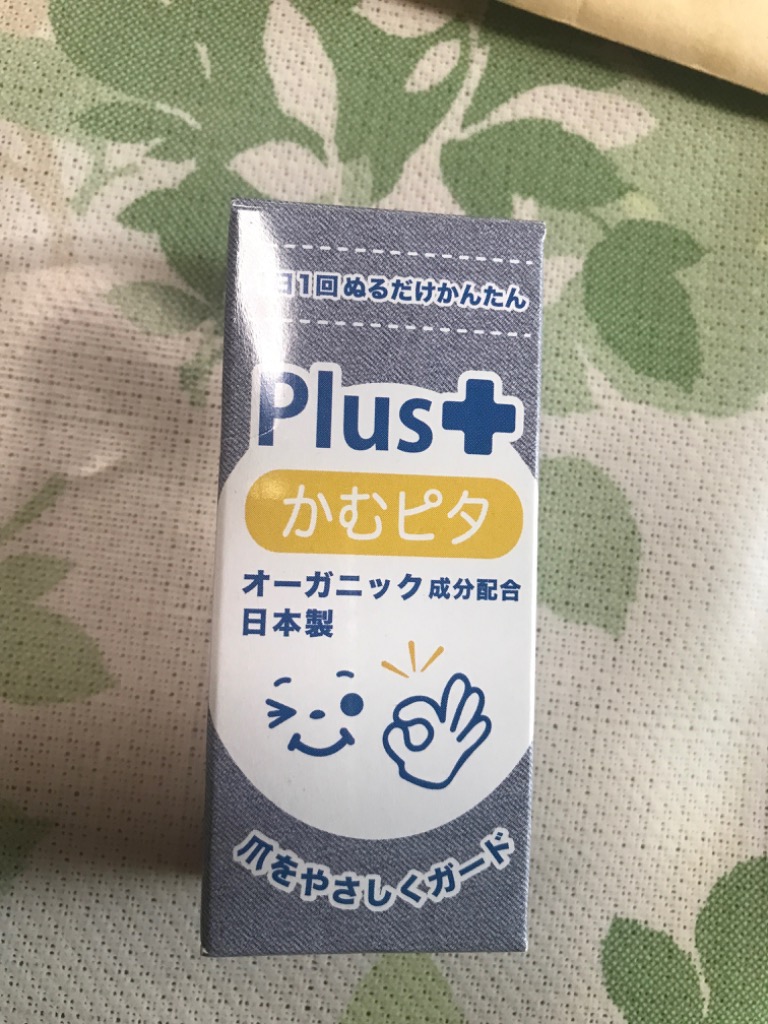 1日1回ぬるだけかんたん
Plus
かむピタ
オーガニック成分配合
日本製
爪をやさしくガード